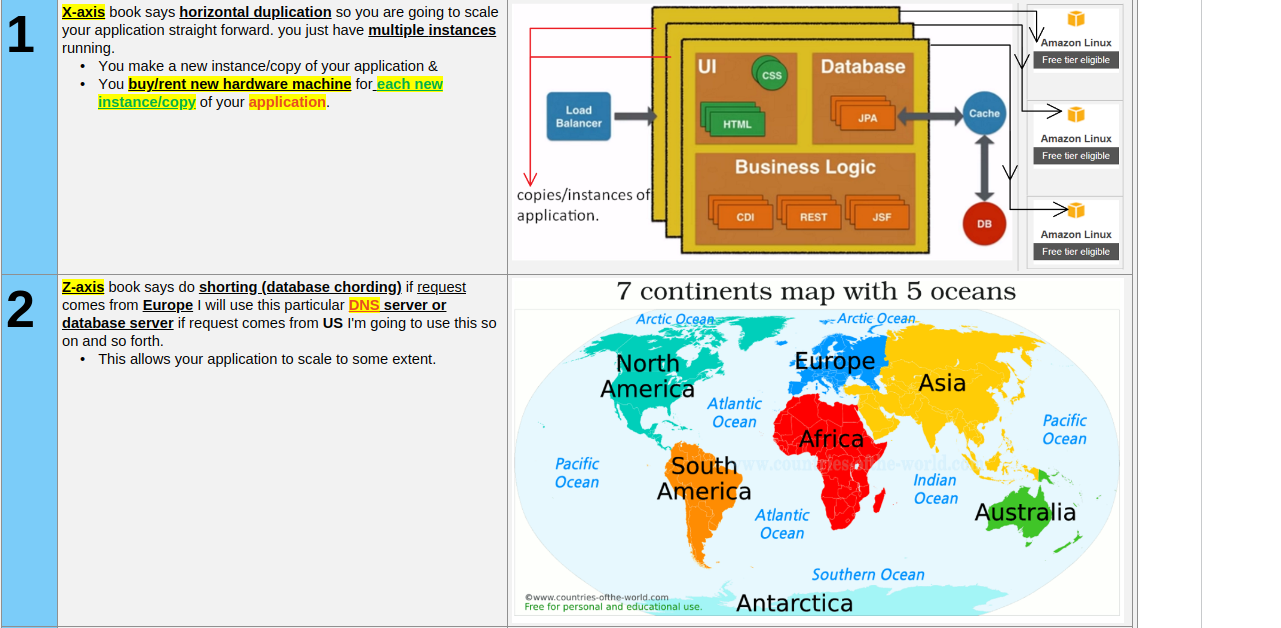 1
X-axis book says horizontal duplication so you are going to scale
your application straight forward. you just have multiple instances
running.
• You make a new instance/copy of your application &
• You buy/rent new hardware machine for each new
instance/copy of your application.
UI
CSS
HTML
Database
JPA
Load
Balancer
Cache
Business Logic
CDI
REST
JSF
DB
copies/instances of
application.
Amazon Linux
Free tier eligible
Amazon Linux
Free tier eligible
Amazon Linux
Free tier eligible
2
Z-axis book says do shorting (database chording) if request
comes from Europe I will use this particular DNS server or
database server if request comes from US I'm going to use this so
on and so forth.
• This allows your application to scale to some extent.
7 continents map with 5 oceans
Arctic Ocean
Arctic Ocean
North
America
Europe
Asia
Atlantic
Ocean
Pacific
Ocean
Africa
Pacific
Ocean
South
America
www.countries-ofthe-world.com
Indian
Ocean
Australia
Atlantic
Ocean
Southern Ocean
©www.countries-ofthe-world.com
Free for personal and educational use.
Antarctica